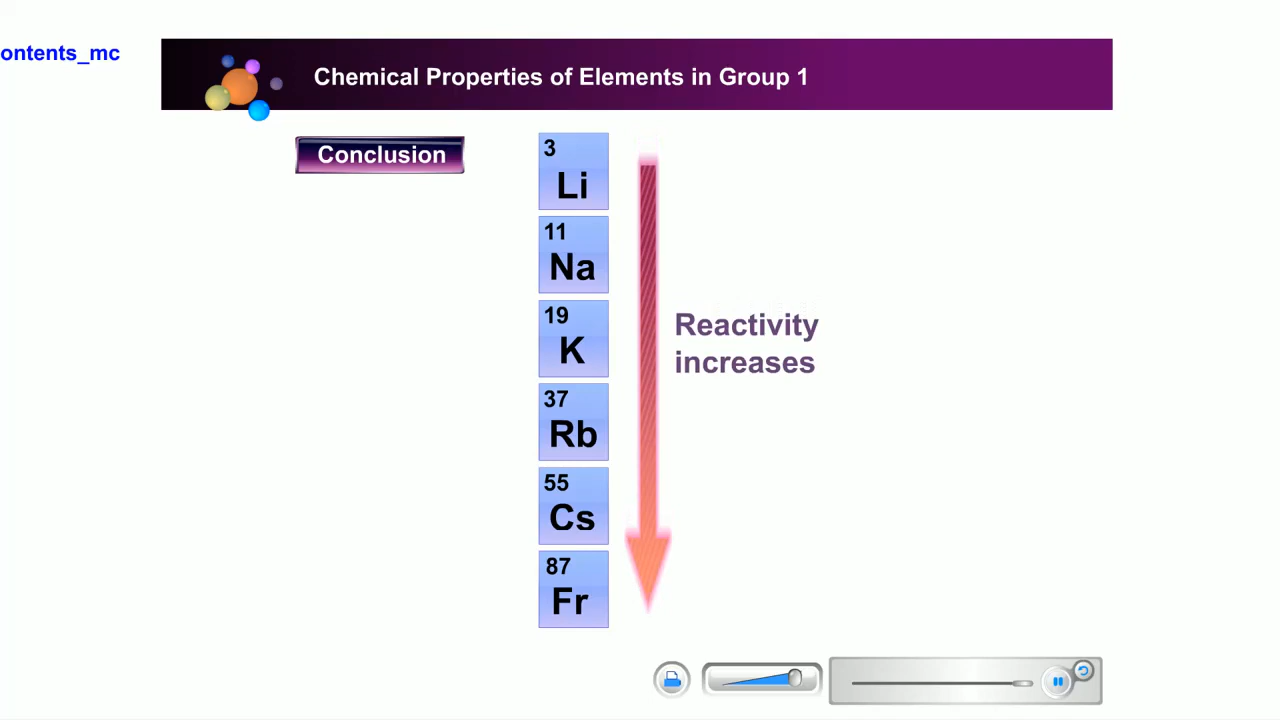 ontents_mc
Chemical Properties of Elements in Group 1
Conclusion
3
Li
11
Na
19
K
37
Rb
55
Cs
87
Fr
Reactivity
increases